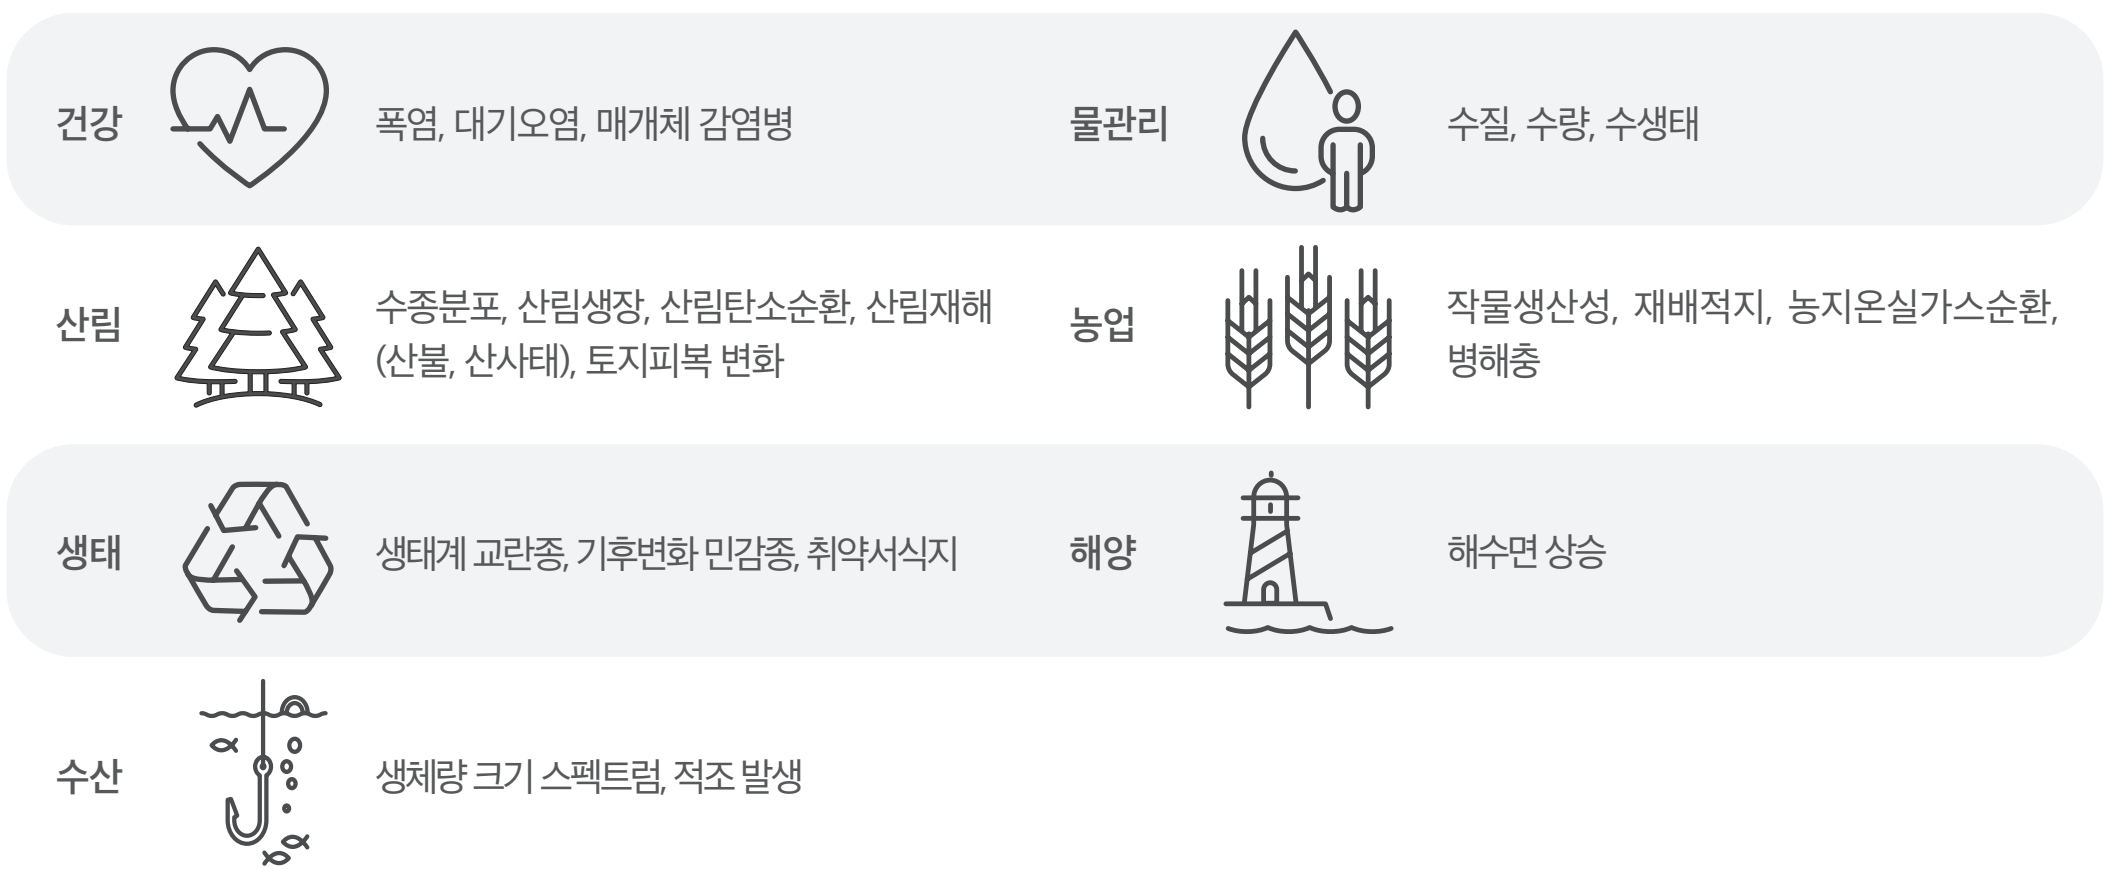 건강
폭염, 대기오염, 매개체 감염병
물관리
수질, 수량, 수생태
산림
수종분포, 산림생장, 산림탄소순환, 산림재해
(산불, 산사태), 토지피복 변화
농업
작물생산성, 재배적지, 농지온실가스순환,
병해충
생태
생태계 교란종, 기후변화 민감종, 취약서식지
해양
해수면 상승
수산
생체량 크기 스펙트럼, 적조 발생